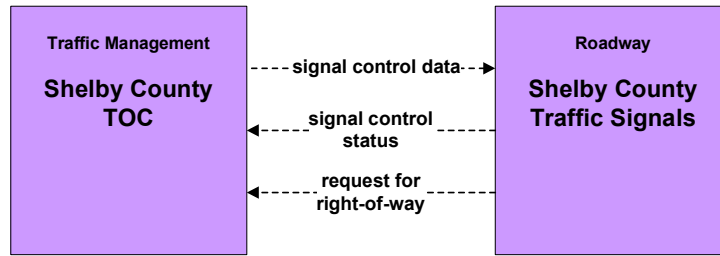 Traffic Management
Shelby County
TOC
signal control data
signal control
status
request for
right-of-way
Roadway
Shelby County
Traffic Signals